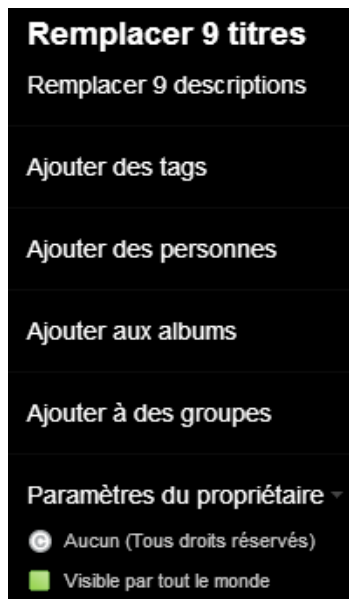 Remplacer 9 titres
Remplacer 9 descriptions
Ajouter des tags
Ajouter des personnes
Ajouter aux albums
Ajouter à des groupes
Paramètres du propriétaire
© Aucun (Tous droits réservés)
Visible par tout le monde